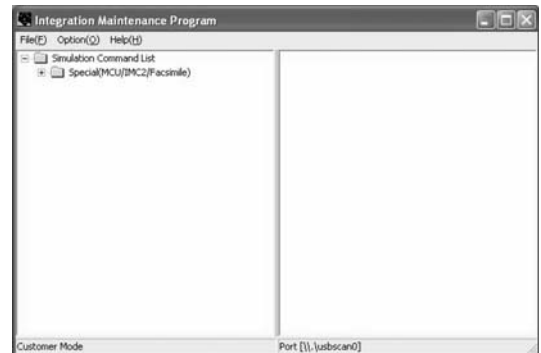 Integration Maintenance Program
File(F) Option(O) Help(H)
Simulation Command List
Special(MCU/IMC2/Facsimile)
Customer Mode Port [\\.\usbscan0]